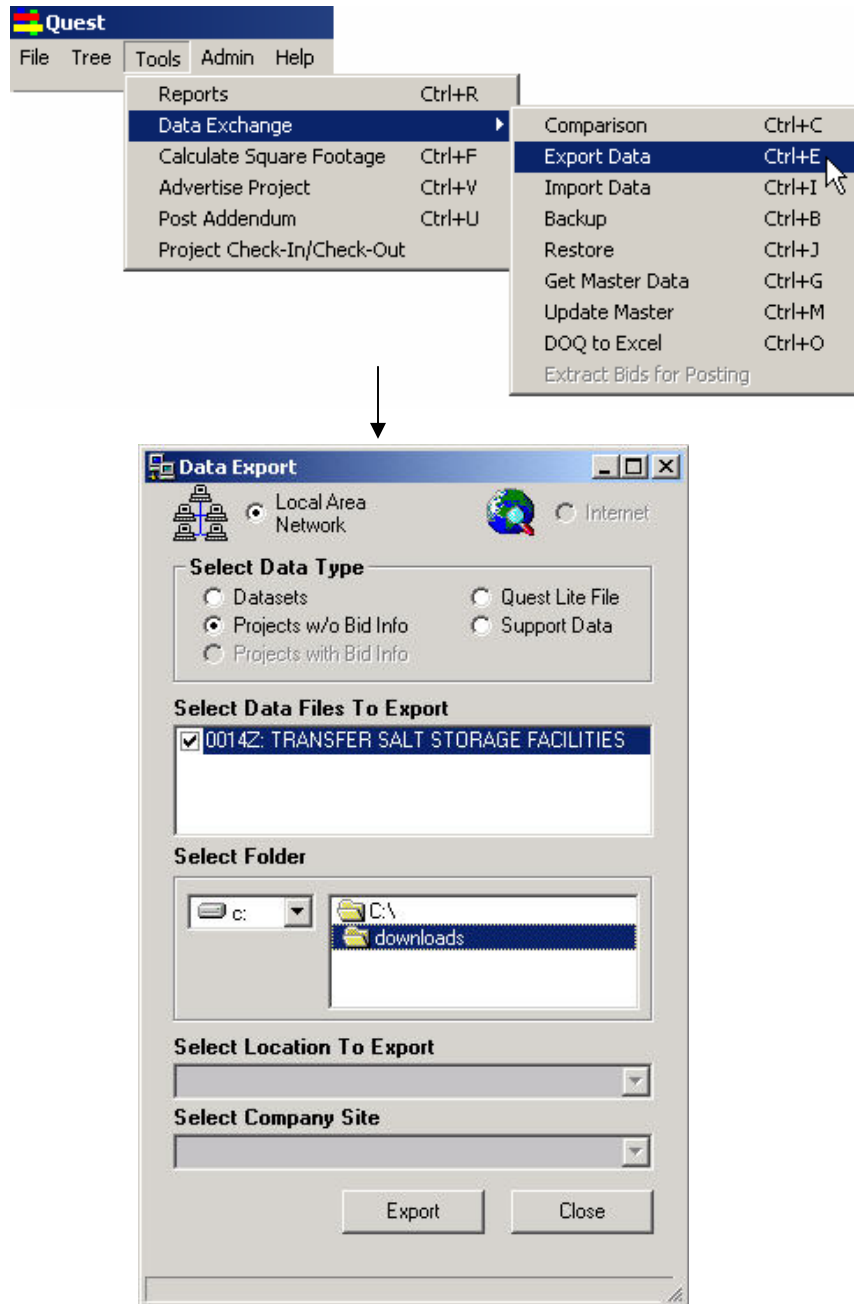 Quest
File Tree Tools Admin Help
Reports Ctrl+R
Data Exchange
Calculate Square Footage Ctrl+F
Advertise Project Ctrl+V
Post Addendum Ctrl+U
Project Check-In/Check-Out
Comparison Ctrl+C
Export Data Ctrl+E
Import Data Ctrl+I
Backup Ctrl+B
Restore Ctrl+J
Get Master Data Ctrl+G
Update Master Ctrl+M
DOQ to Excel Ctrl+O
Extract Bids for Posting
Data Export
Local Area
Network
Internet
Select Data Type
Datasets Quest Lite File
Projects w/o Bid Info Support Data
Projects with Bid Info
Select Data Files To Export
0014Z: TRANSFER SALT STORAGE FACILITIES
Select Folder
c: C:\
downloads
Select Location To Export
Select Company Site
Export Close